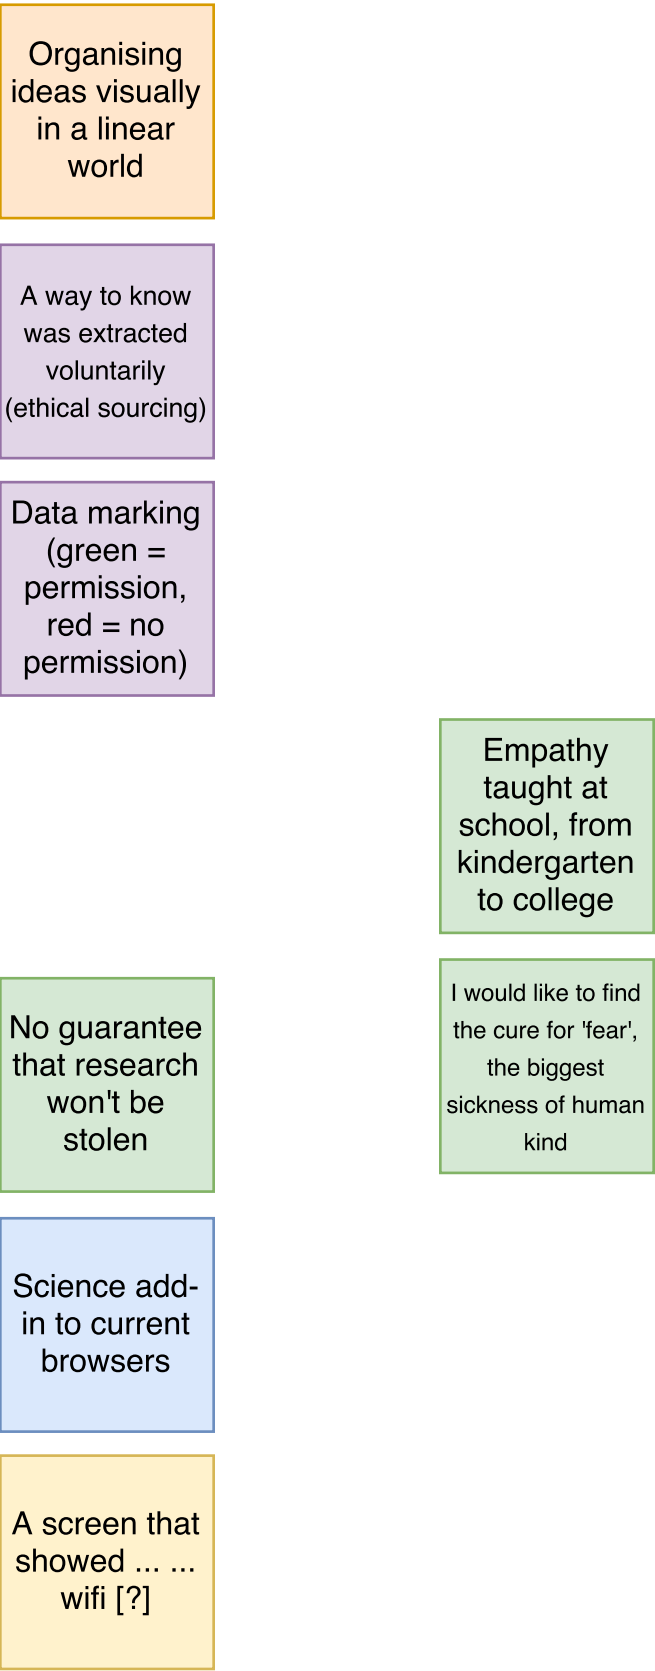 Organising
ideas visually
in a linear
world
A way to know
was extracted
voluntarily
(ethical sourcing)
Data marking
(green =
permission,
red = no
permission)
Empathy
taught at
school, from
kindergarten
to college
No guarantee
that research
won't be
stolen
I would like to find
the cure for 'fear',
the biggest
sickness of human
kind
Science add-
in to current
browsers
A screen that
showed ... ...
wifi [?]